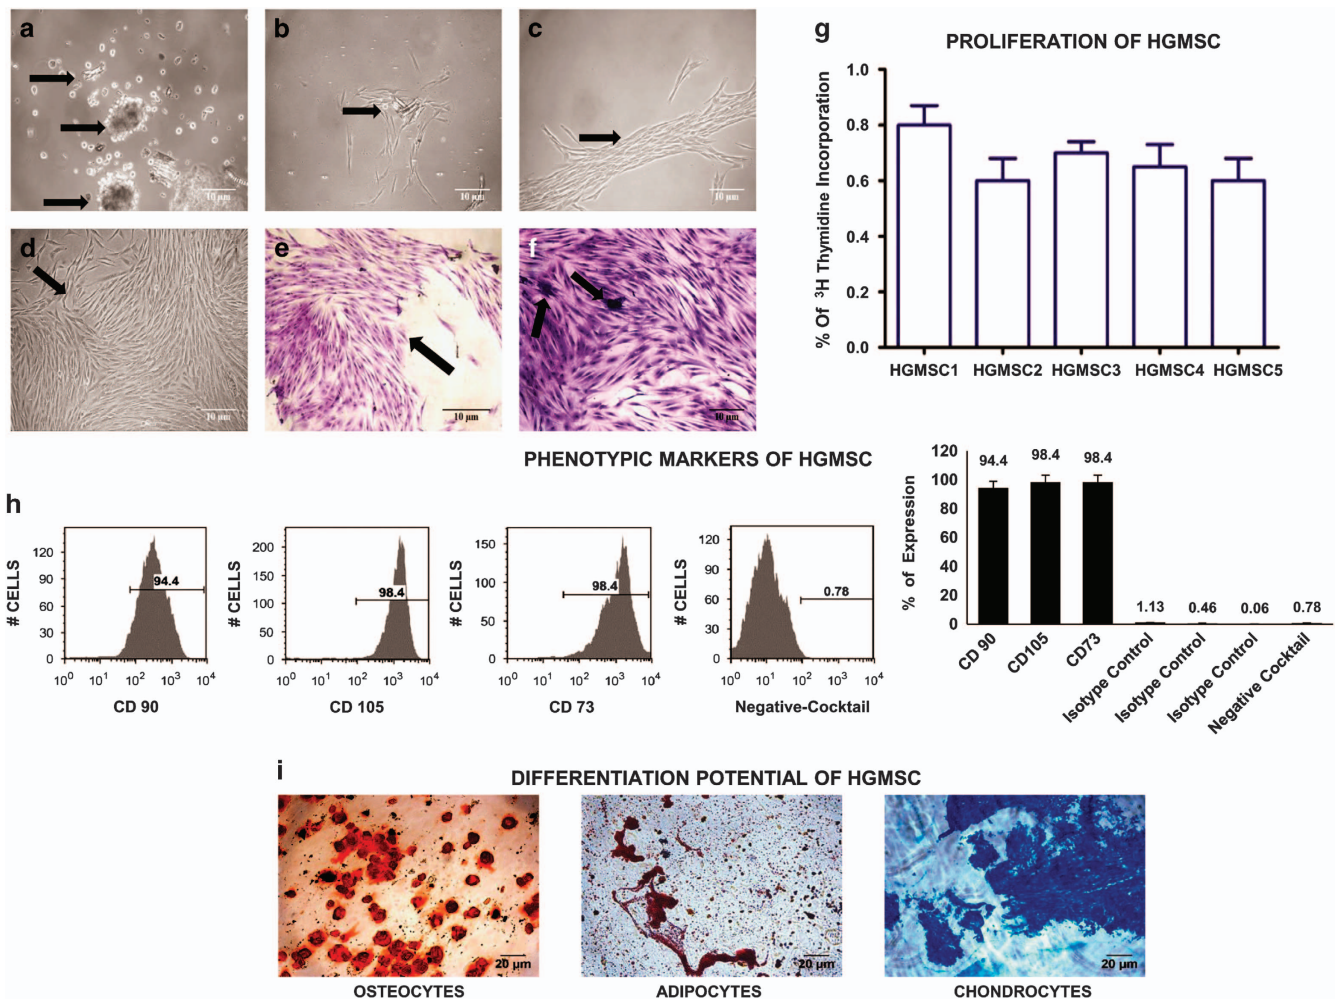 a
b
c
10 µm
10 µm
10 µm
d
e
f
10 µm
10 µm
10 µm
g
PROLIFERATION OF HGMSC
% Of ³H Thymidine Incorporation
1.0
0.8
0.6
0.4
0.2
0.0
HGMSC1 HGMSC2 HGMSC3 HGMSC4 HGMSC5
PHENOTYPIC MARKERS OF HGMSC
h
# CELLS
120
90
60
30
0
94.4
10⁰ 10¹ 10² 10³ 10⁴
CD 90
# CELLS
200
150
100
50
0
98.4
10⁰ 10¹ 10² 10³ 10⁴
CD 105
# CELLS
150
100
50
0
98.4
10⁰ 10¹ 10² 10³ 10⁴
CD 73
# CELLS
120
90
60
30
0
0.78
10⁰ 10¹ 10² 10³ 10⁴
Negative-Cocktail
% of Expression
120
100
80
60
40
20
0
94.4 98.4 98.4 1.13 0.46 0.06 0.78
CD 90
CD105
CD73
Isotype Control
Isotype Control
Isotype Control
Negative Cocktail
i
DIFFERENTIATION POTENTIAL OF HGMSC
20 µm
20 µm
20 µm
OSTEOCYTES
ADIPOCYTES
CHONDROCYTES